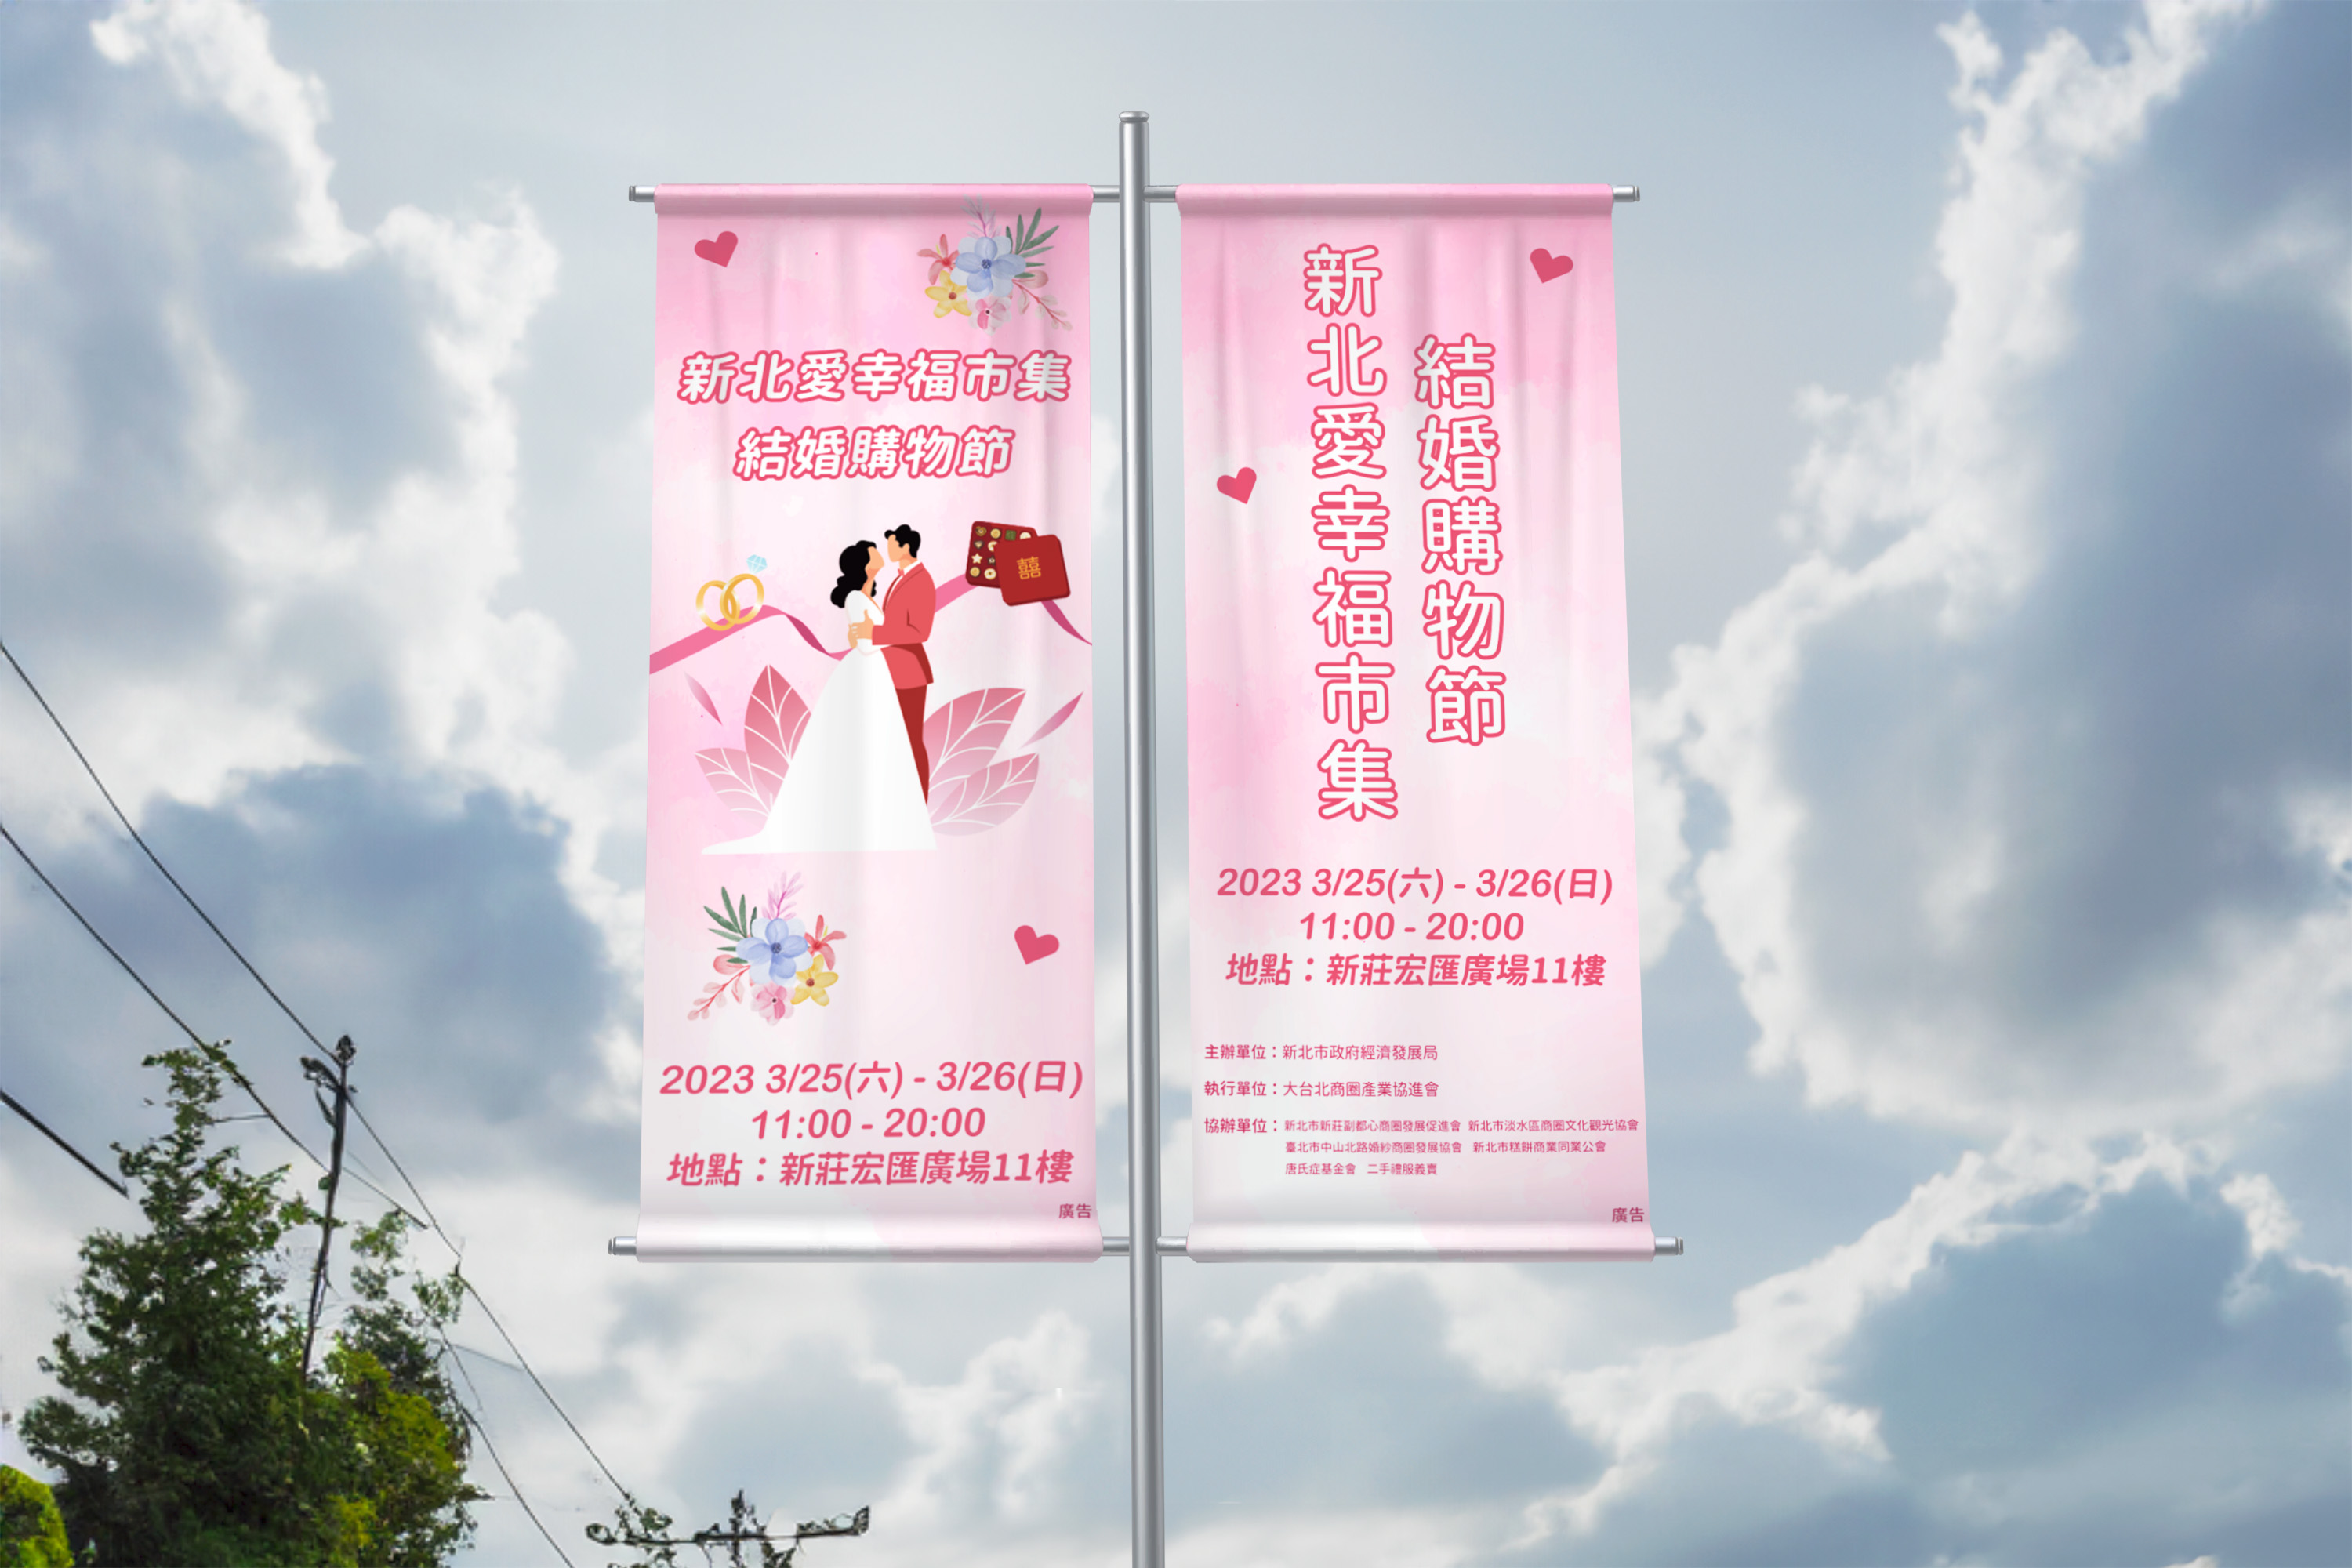 新北愛幸福市集
結婚購物節
囍
2023 3/25(六) - 3/26(日)
11:00 - 20:00
地點：新莊宏匯廣場11樓
廣告
新北愛幸福市集
結婚購物節
2023 3/25(六) - 3/26(日)
11:00 - 20:00
地點：新莊宏匯廣場11樓
主辦單位：新北市政府經濟發展局
執行單位：大台北商圈產業協進會
協辦單位：新北市新莊副都心商圈發展促進會 新北市淡水區商圈文化觀光協會
臺北市中山北路婚紗商圈發展協會 新北市糕餅商業同業公會
唐氏症基金會 二手禮服義賣
廣告